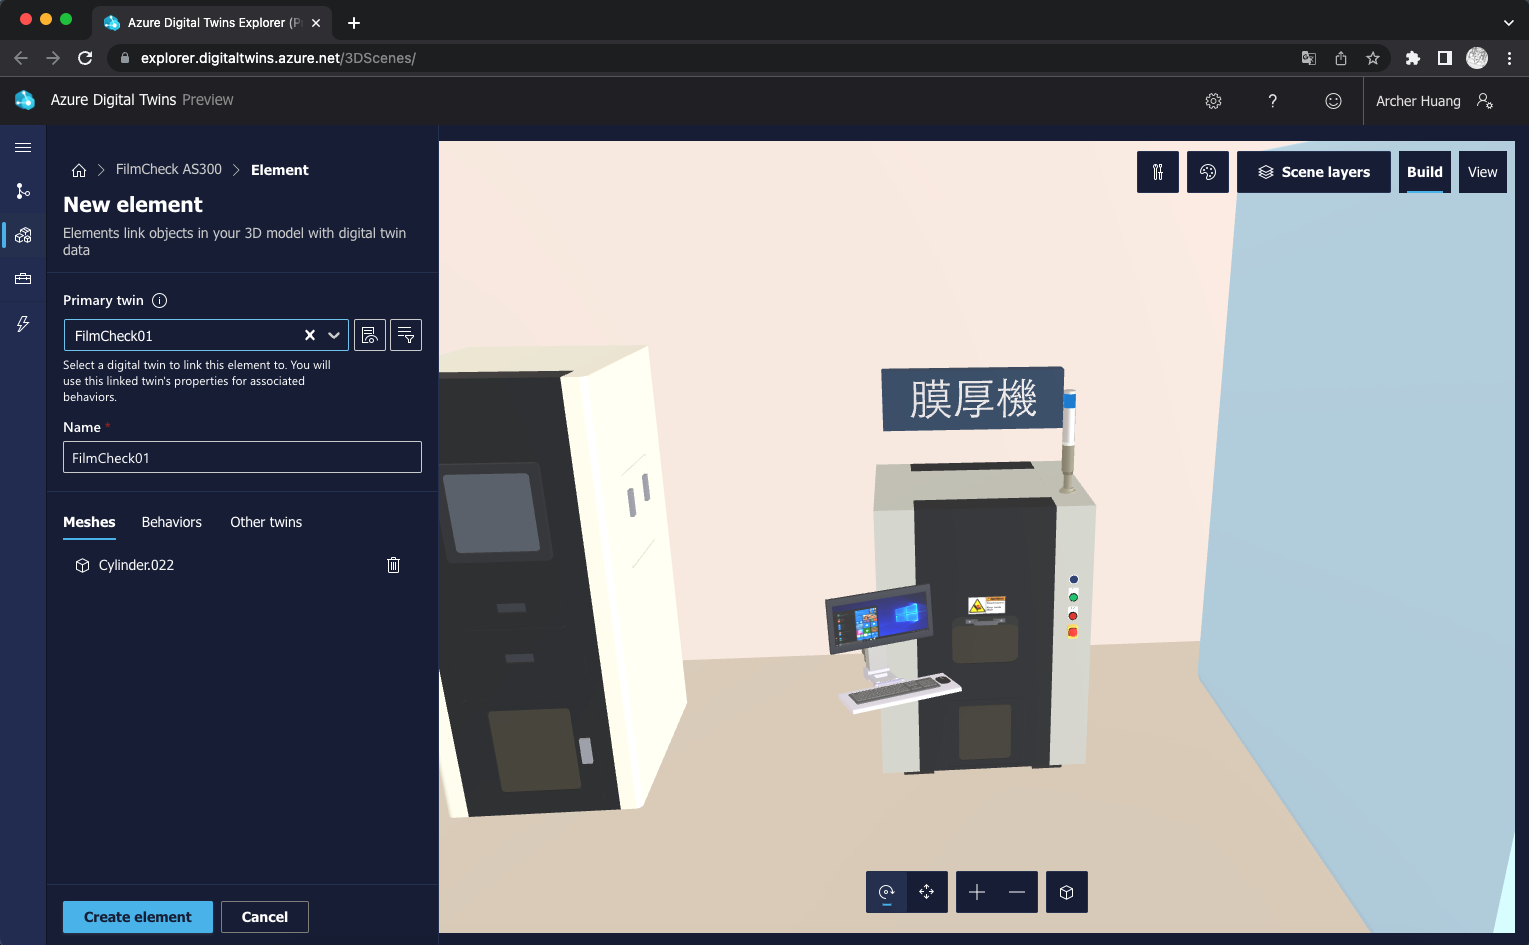 Azure Digital Twins Explorer (P
explorer.digitaltwins.azure.net/3DScenes/
Azure Digital Twins Preview
?
Archer Huang
FilmCheck AS300 > Element
New element
Elements link objects in your 3D model with digital twin
data
Primary twin
FilmCheck01
Select a digital twin to link this element to. You will
use this linked twin's properties for associated
behaviors.
Name *
FilmCheck01
Meshes Behaviors Other twins
Cylinder.022
Create element Cancel
Scene layers Build View
膜厚機